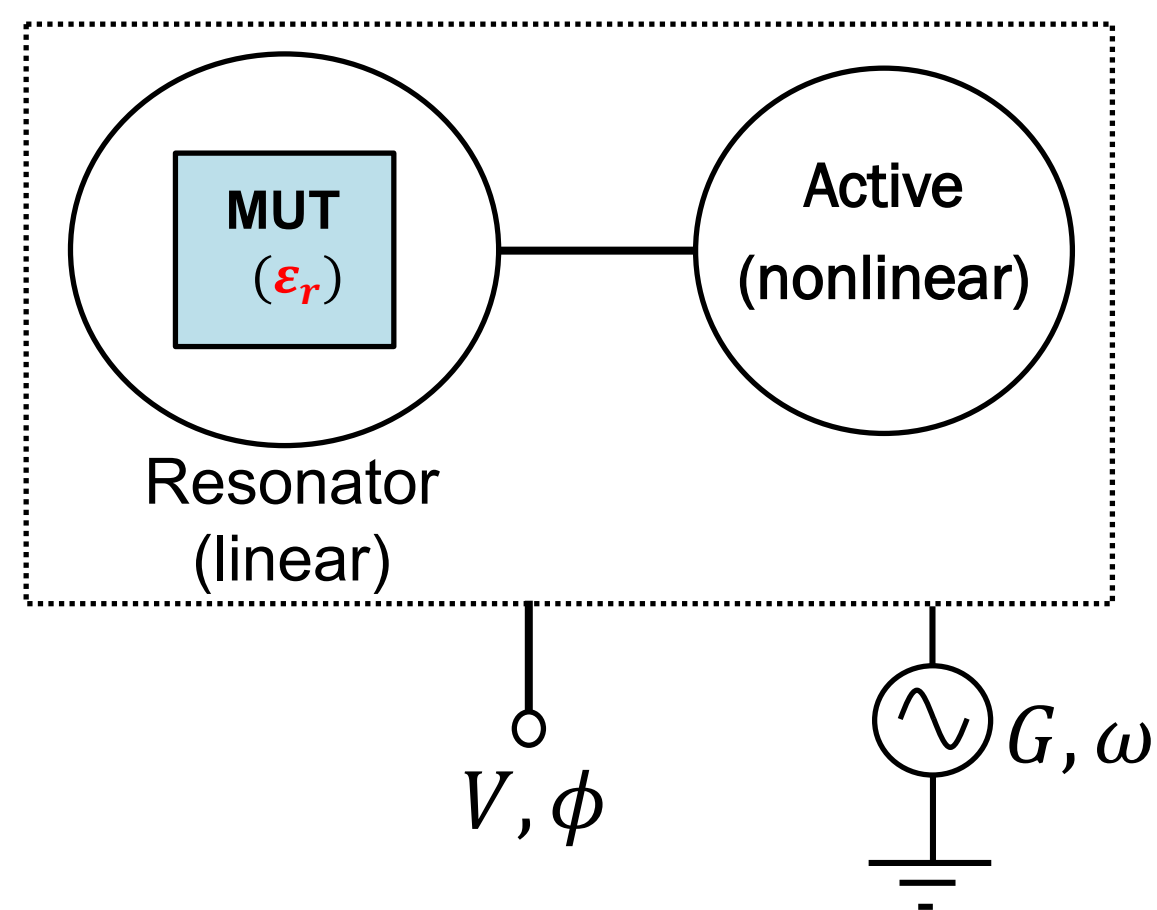 MUT
(εᵣ)
Active
(nonlinear)
Resonator
(linear)
V, ϕ
G, ω